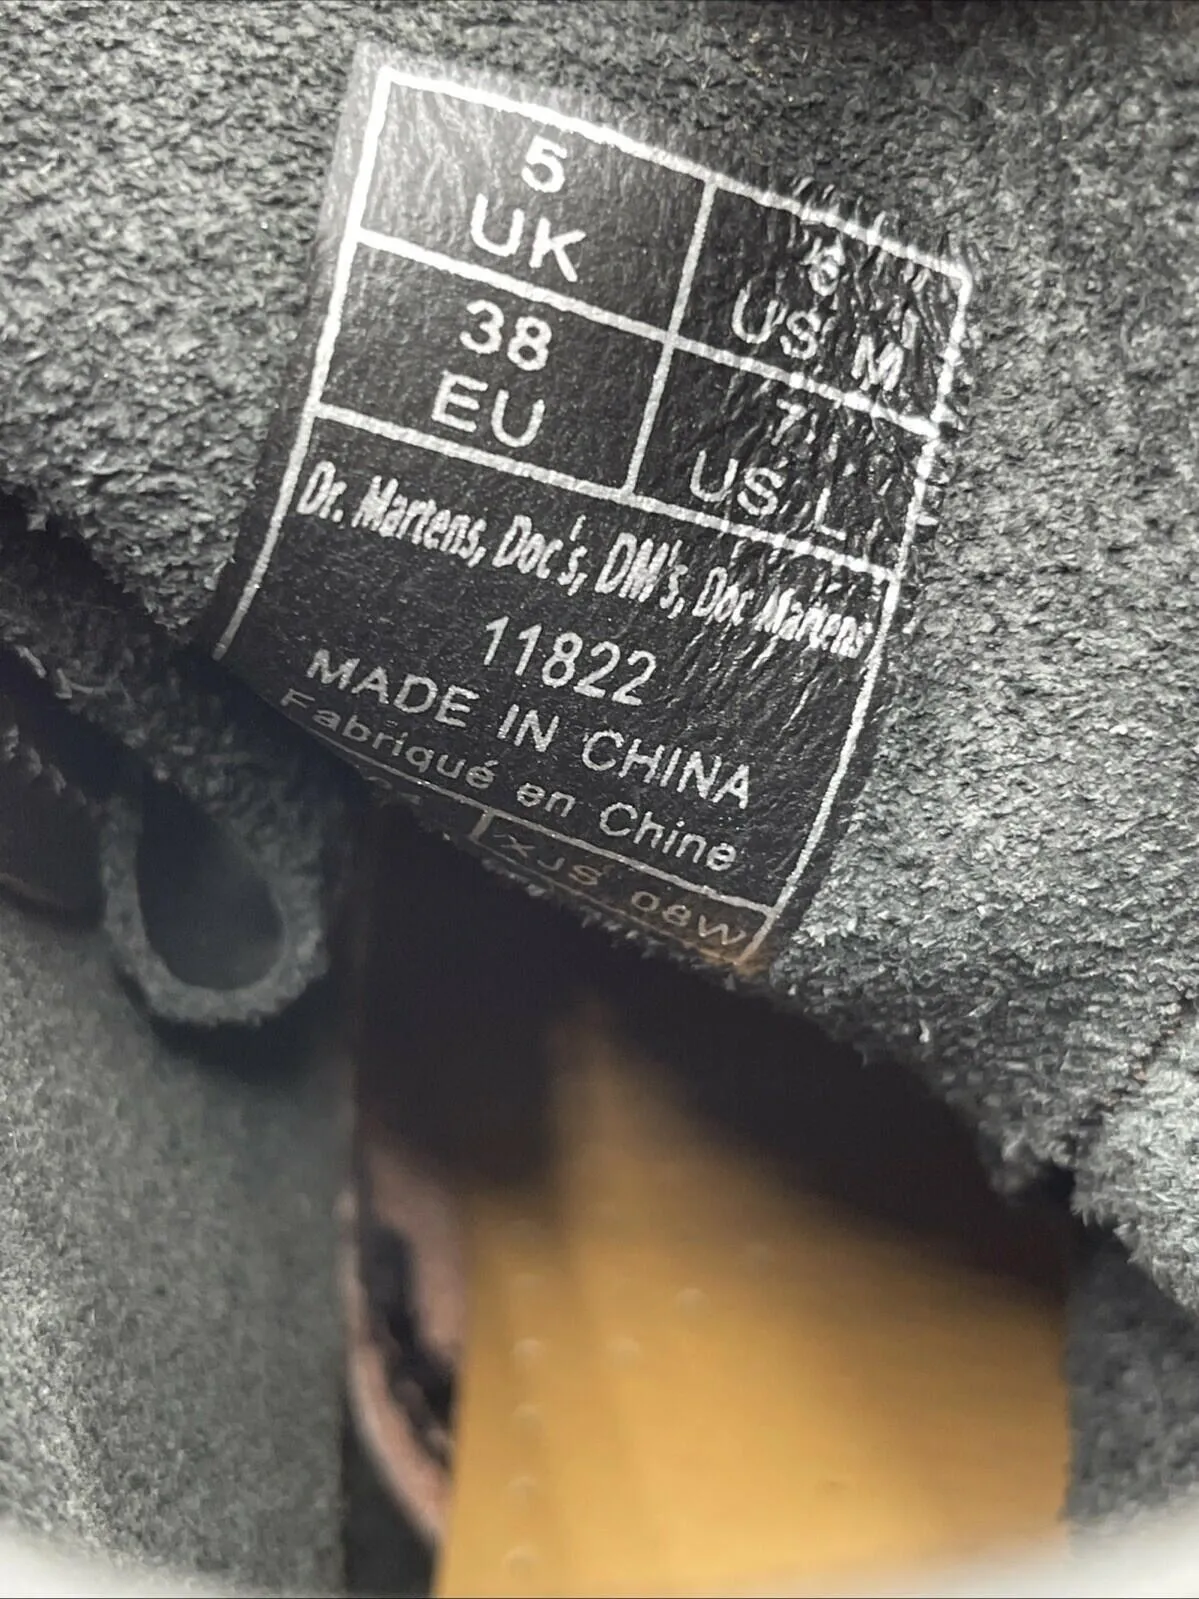 5
UK
6
US M
38
EU
7
US L
Dr. Martens, Doc's, DM's, Doc Martens
11822
MADE IN CHINA
Fabriqué en Chine
XJS 08W